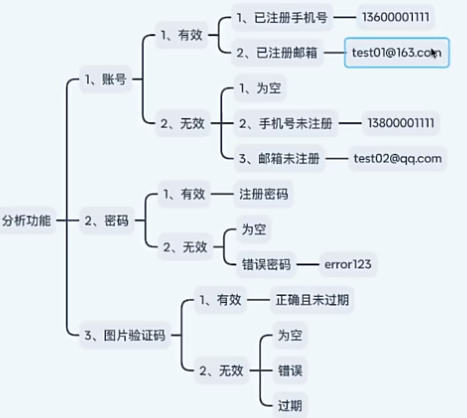 分析功能
1、账号
1、有效
1、已注册手机号
13600001111
2、已注册邮箱
test01@163.com
2、无效
1、为空
2、手机号未注册
13800001111
3、邮箱未注册
test02@qq.com
2、密码
1、有效
注册密码
2、无效
为空
错误密码
error123
3、图片验证码
1、有效
正确且未过期
2、无效
为空
错误
过期